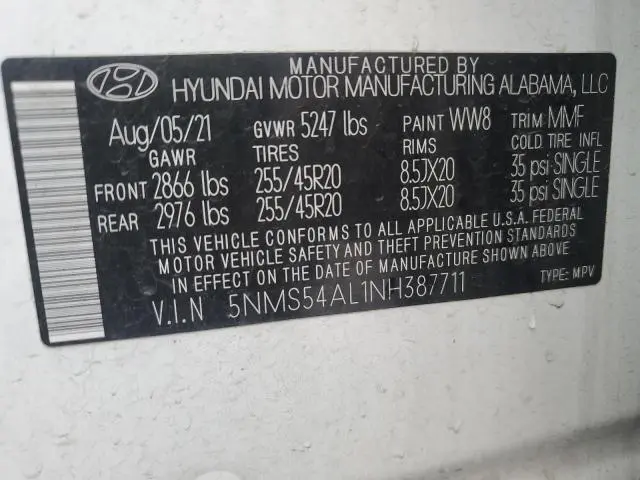 MANUFACTURED BY
HYUNDAI MOTOR MANUFACTURING ALABAMA, LLC
Aug/05/21 GVWR 5247 lbs PAINT WW8 TRIM MMF
GAWR TIRES RIMS COLD TIRE INFL
FRONT 2866 lbs 255/45R20 8.5JX20 35 psi-SINGLE
REAR 2976 lbs 255/45R20 8.5JX20 35 psi-SINGLE
THIS VEHICLE CONFORMS TO ALL APPLICABLE U.S.A. FEDERAL
MOTOR VEHICLE SAFETY AND THEFT PREVENTION STANDARDS
IN EFFECT ON THE DATE OF MANUFACTURE SHOWN ABOVE.
V.I.N 5NMS54AL1NH387711 TYPE: MPV